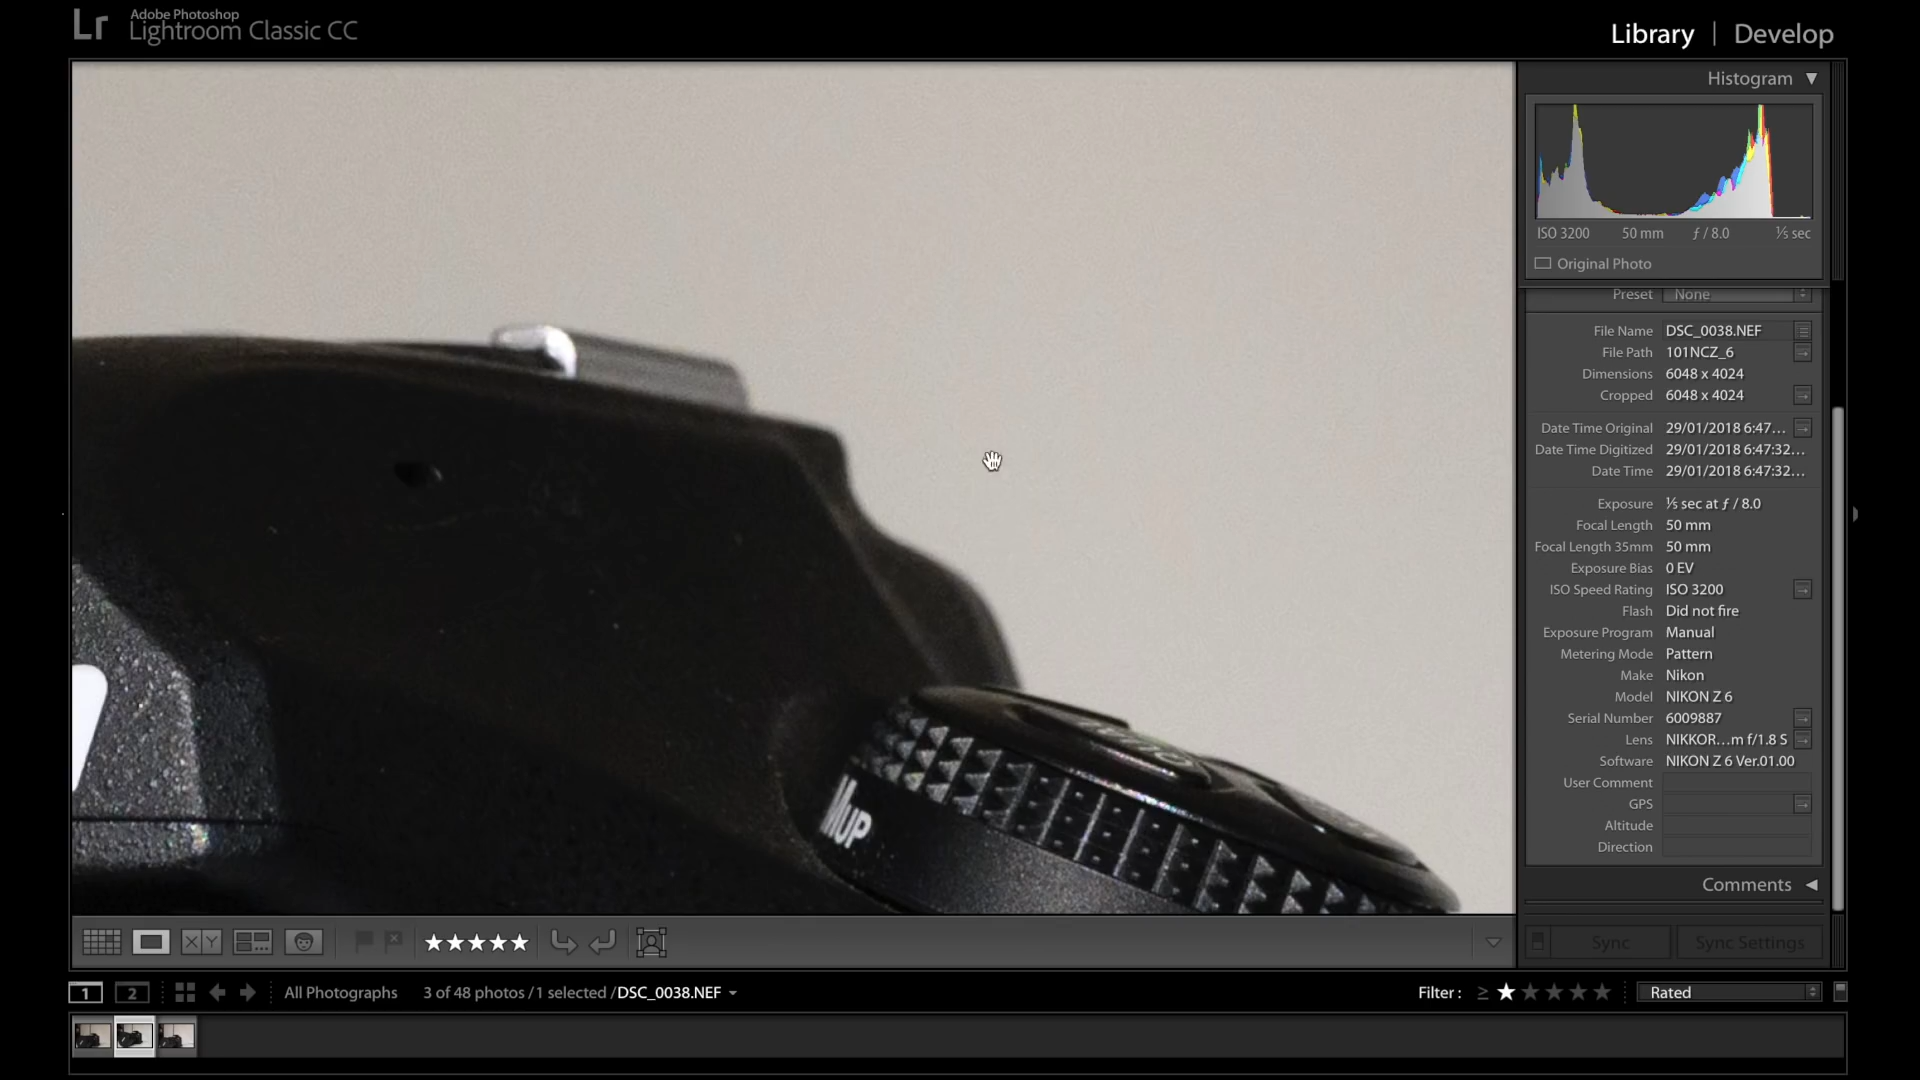 Lr Adobe Photoshop
Lightroom Classic CC
Library | Develop
Histogram
ISO 3200 50 mm ƒ / 8.0 ⅕ sec
Original Photo
Preset None
File Name DSC_0038.NEF
File Path 101NCZ_6
Dimensions 6048 x 4024
Cropped 6048 x 4024
Date Time Original 29/01/2018 6:47...
Date Time Digitized 29/01/2018 6:47:32...
Date Time 29/01/2018 6:47:32...
Exposure ⅕ sec at ƒ / 8.0
Focal Length 50 mm
Focal Length 35mm 50 mm
Exposure Bias 0 EV
ISO Speed Rating ISO 3200
Flash Did not fire
Exposure Program Manual
Metering Mode Pattern
Make Nikon
Model NIKON Z 6
Serial Number 6009887
Lens NIKKOR...m f/1.8 S
Software NIKON Z 6 Ver.01.00
User Comment
GPS
Altitude
Direction
Comments
MUP
XY
Sync Sync Settings
1 2 All Photographs 3 of 48 photos / 1 selected / DSC_0038.NEF Filter : ≥ Rated